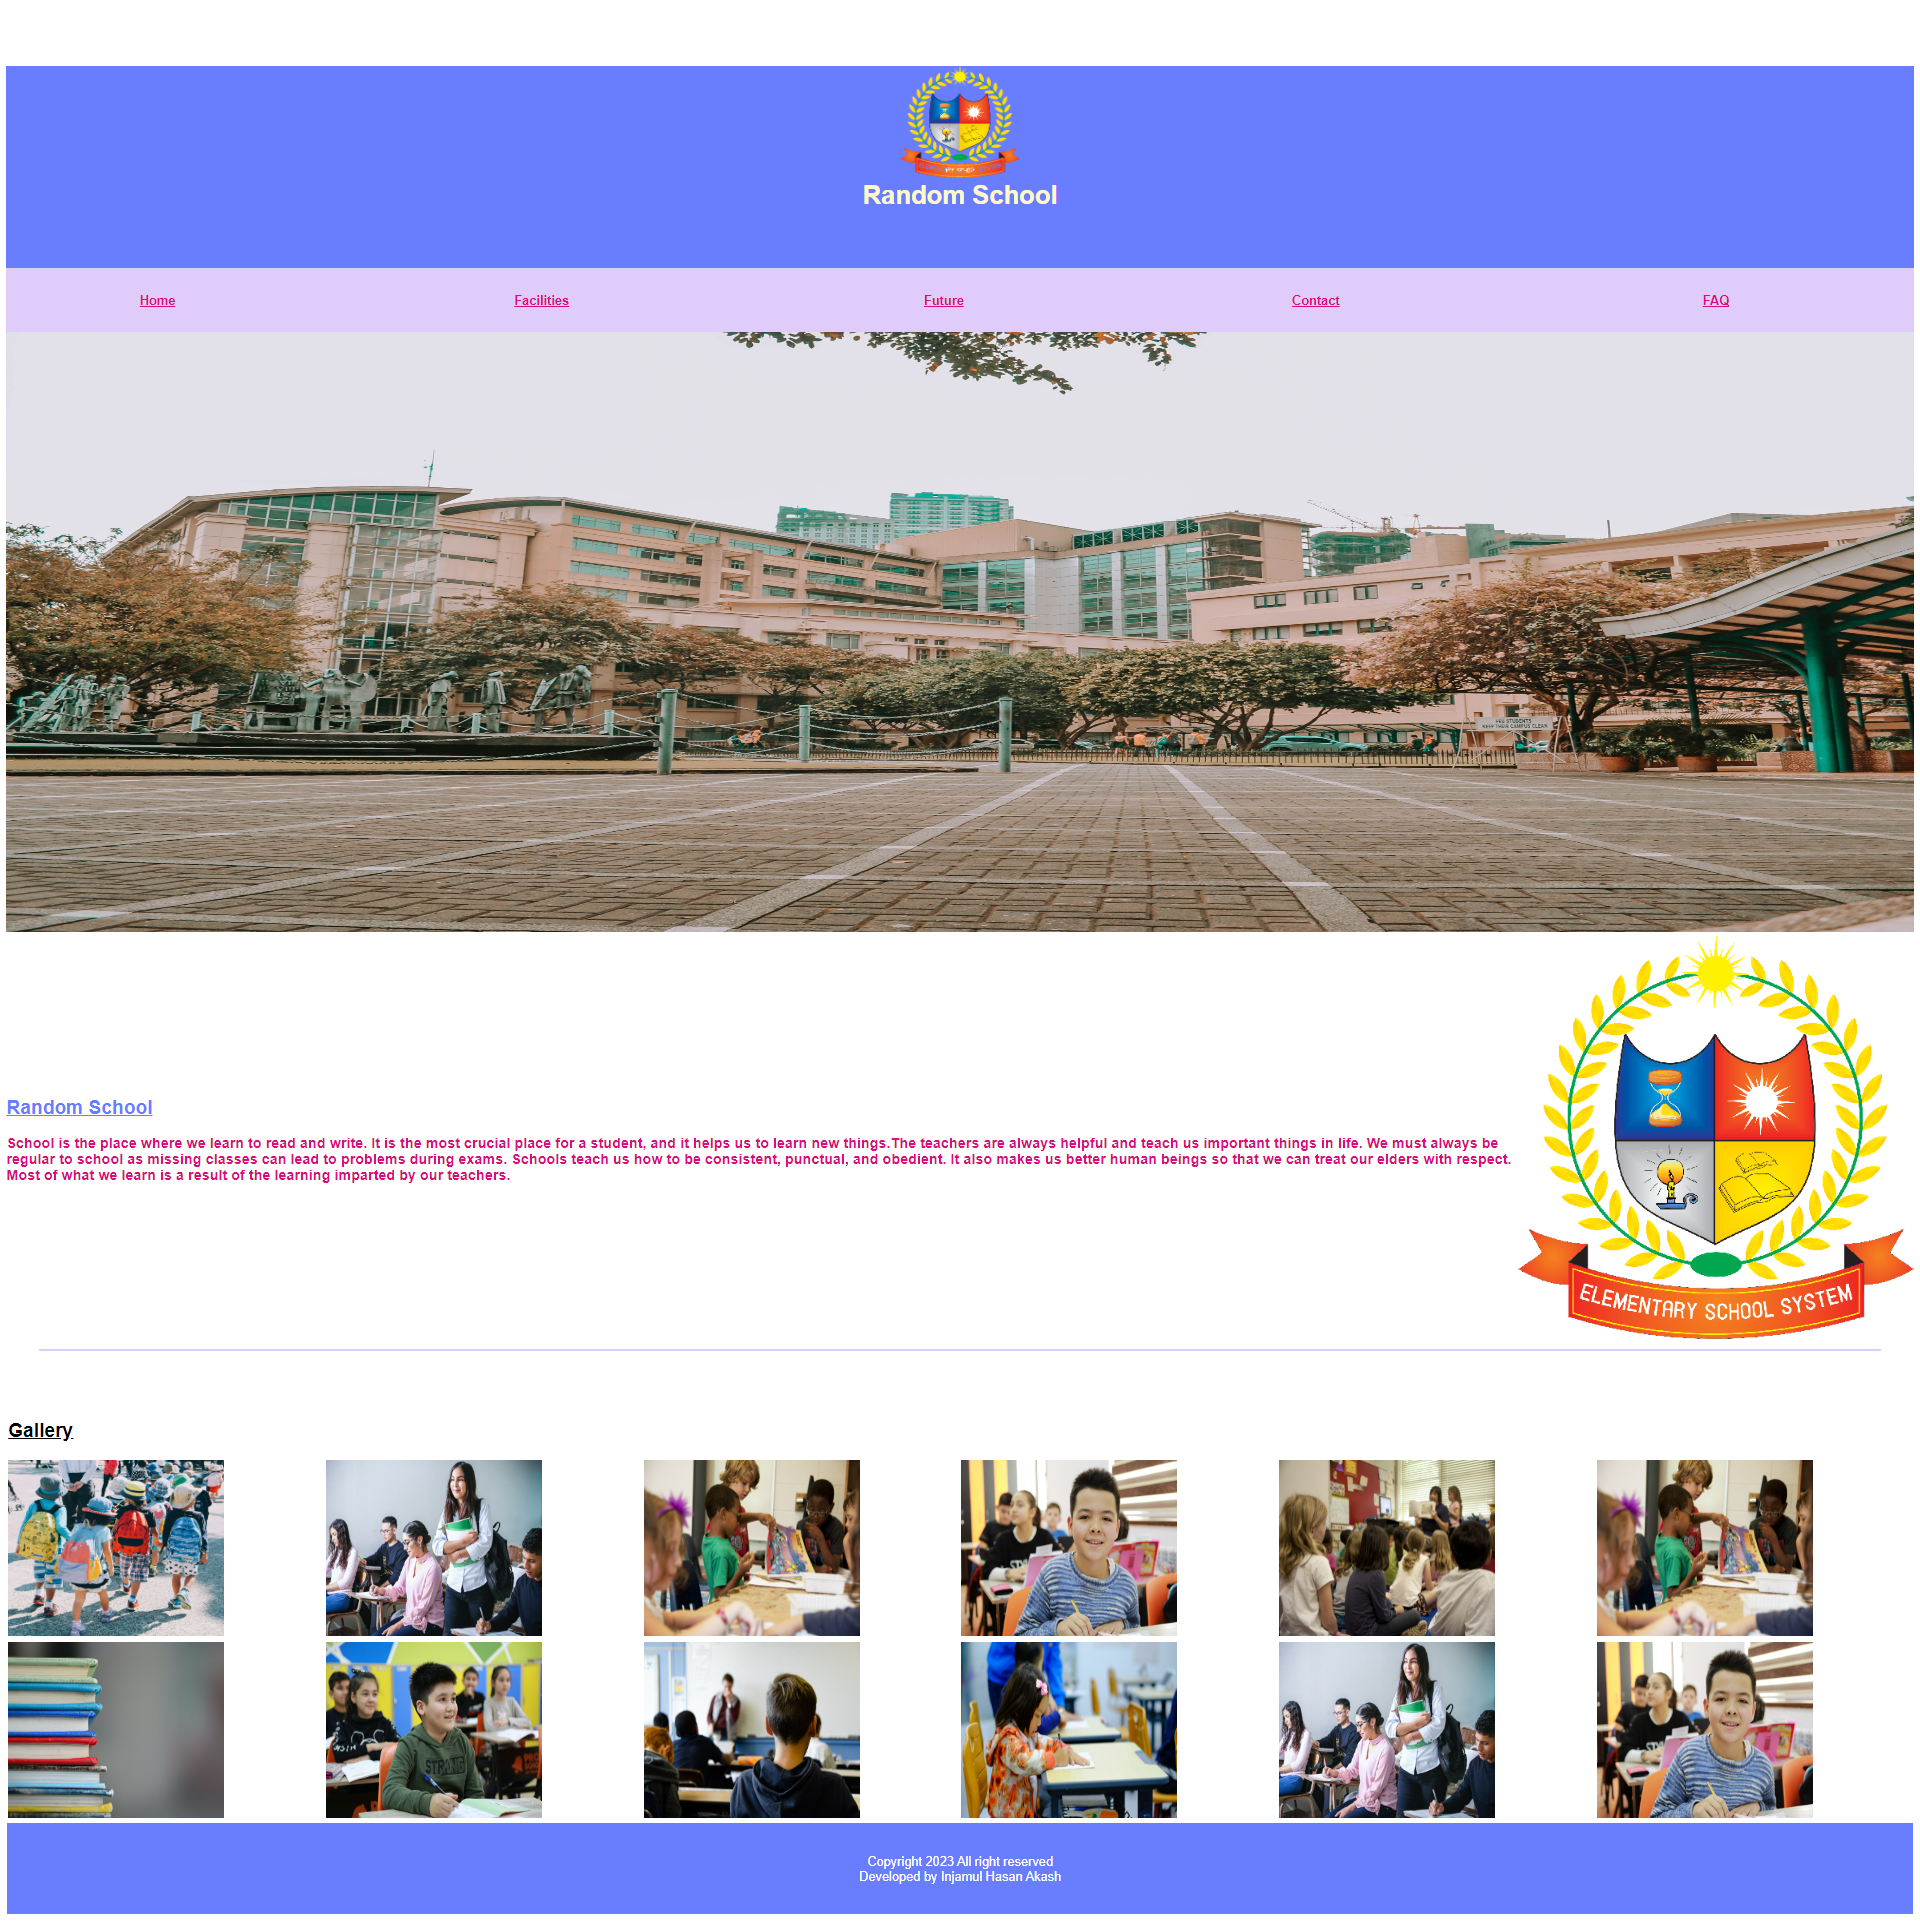 Random School
Home Facilities Future Contact FAQ
FEU STUDENTS
KEEP THEIR CAMPUS CLEAN
Random School
School is the place where we learn to read and write. It is the most crucial place for a student, and it helps us to learn new things.The teachers are always helpful and teach us important things in life. We must always be
regular to school as missing classes can lead to problems during exams. Schools teach us how to be consistent, punctual, and obedient. It also makes us better human beings so that we can treat our elders with respect.
Most of what we learn is a result of the learning imparted by our teachers.
ELEMENTARY SCHOOL SYSTEM
Gallery
Copyright 2023 All right reserved
Developed by Injamul Hasan Akash